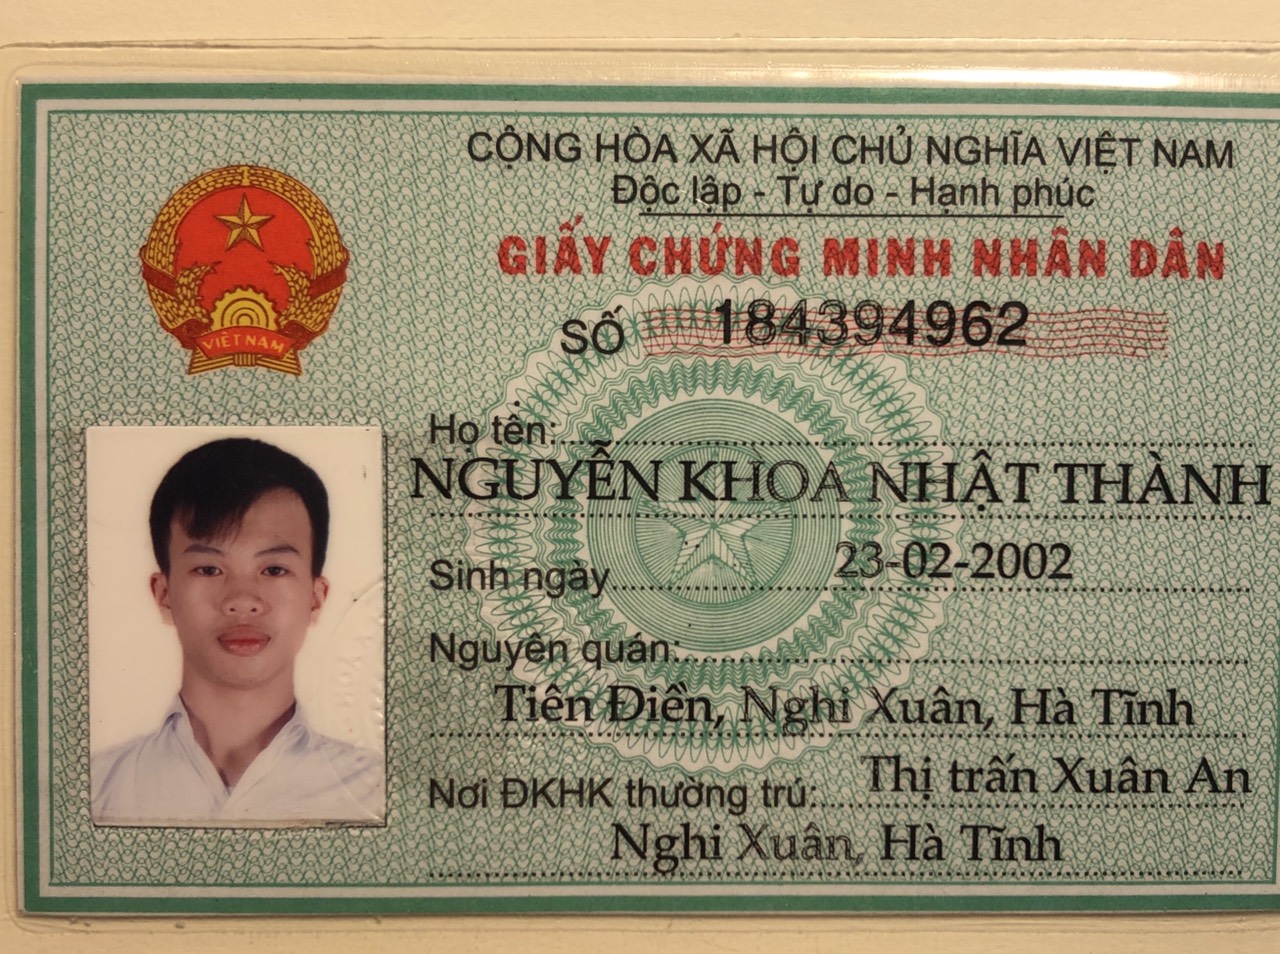 CỘNG HÒA XÃ HỘI CHỦ NGHĨA VIỆT NAM
Độc lập - Tự do - Hạnh phúc
GIẤY CHỨNG MINH NHÂN DÂN
SỐ 184394962
VIỆT NAM
Họ tên:
NGUYỄN KHOA NHẬT THÀNH
Sinh ngày 23-02-2002
Nguyên quán:
Tiên Điền, Nghi Xuân, Hà Tĩnh
Nơi ĐKHK thường trú: Thị trấn Xuân An
Nghi Xuân, Hà Tĩnh